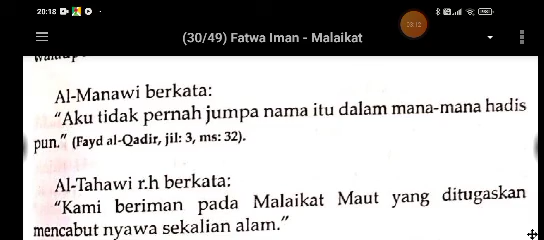 20:18
03:12
(30/49) Fatwa Iman - Malaikat
Al-Manawi berkata:
"Aku tidak pernah jumpa nama itu dalam mana-mana hadis
pun." (Fayd al-Qadir, jil: 3, ms: 32).
Al-Tahawi r.h berkata:
"Kami beriman pada Malaikat Maut yang ditugaskan
mencabut nyawa sekalian alam."